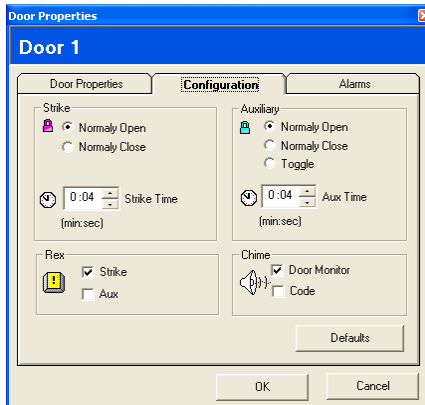 Door Properties
Door 1
Door Properties Configuration Alarms
Strike
Normaly Open
Normaly Close
0:04 Strike Time
(min:sec)
Auxiliary
Normaly Open
Normaly Close
Toggle
0:04 Aux Time
(min:sec)
Rex
Strike
Aux
Chime
Door Monitor
Code
Defaults
OK Cancel